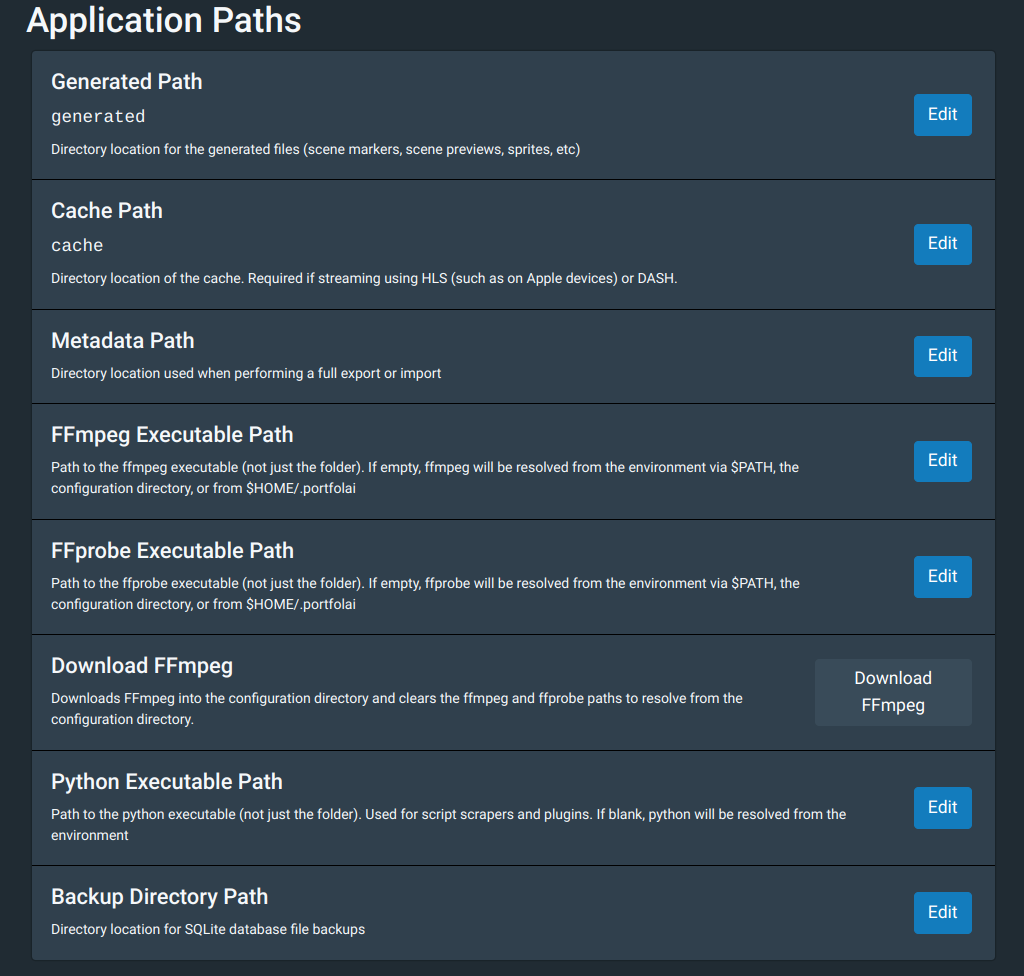 Application Paths
Generated Path
generated
Edit
Directory location for the generated files (scene markers, scene previews, sprites, etc)
Cache Path
cache
Edit
Directory location of the cache. Required if streaming using HLS (such as on Apple devices) or DASH.
Metadata Path
Edit
Directory location used when performing a full export or import
FFmpeg Executable Path
Edit
Path to the ffmpeg executable (not just the folder). If empty, ffmpeg will be resolved from the environment via $PATH, the
configuration directory, or from $HOME/.portfolai
FFprobe Executable Path
Edit
Path to the ffprobe executable (not just the folder). If empty, ffprobe will be resolved from the environment via $PATH, the
configuration directory, or from $HOME/.portfolai
Download FFmpeg
Downloads FFmpeg into the configuration directory and clears the ffmpeg and ffprobe paths to resolve from the
configuration directory.
Download
FFmpeg
Python Executable Path
Edit
Path to the python executable (not just the folder). Used for script scrapers and plugins. If blank, python will be resolved from the
environment
Backup Directory Path
Edit
Directory location for SQLite database file backups